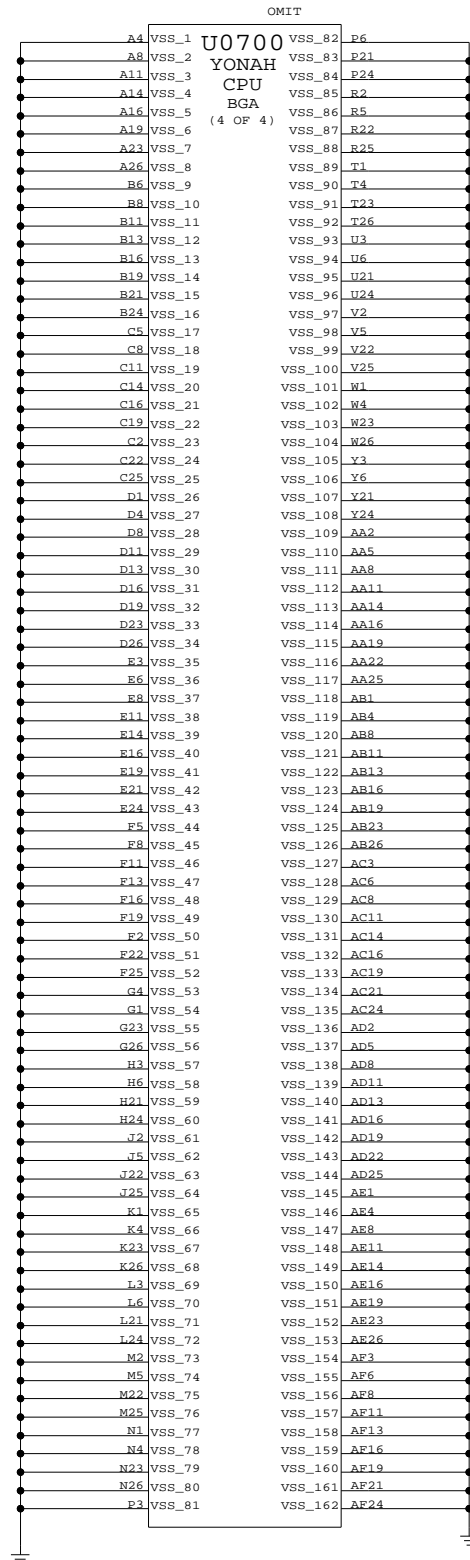 OMIT
U0700
YONAH
CPU
BGA
(4 OF 4)
A4 VSS_1 VSS_82 P6
A8 VSS_2 VSS_83 P21
A11 VSS_3 VSS_84 P24
A14 VSS_4 VSS_85 R2
A16 VSS_5 VSS_86 R5
A19 VSS_6 VSS_87 R22
A23 VSS_7 VSS_88 R25
A26 VSS_8 VSS_89 T1
B6 VSS_9 VSS_90 T4
B8 VSS_10 VSS_91 T23
B11 VSS_11 VSS_92 T26
B13 VSS_12 VSS_93 U3
B16 VSS_13 VSS_94 U6
B19 VSS_14 VSS_95 U21
B21 VSS_15 VSS_96 U24
B24 VSS_16 VSS_97 V2
C5 VSS_17 VSS_98 V5
C8 VSS_18 VSS_99 V22
C11 VSS_19 VSS_100 V25
C14 VSS_20 VSS_101 W1
C16 VSS_21 VSS_102 W4
C19 VSS_22 VSS_103 W23
C2 VSS_23 VSS_104 W26
C22 VSS_24 VSS_105 Y3
C25 VSS_25 VSS_106 Y6
D1 VSS_26 VSS_107 Y21
D4 VSS_27 VSS_108 Y24
D8 VSS_28 VSS_109 AA2
D11 VSS_29 VSS_110 AA5
D13 VSS_30 VSS_111 AA8
D16 VSS_31 VSS_112 AA11
D19 VSS_32 VSS_113 AA14
D23 VSS_33 VSS_114 AA16
D26 VSS_34 VSS_115 AA19
E3 VSS_35 VSS_116 AA22
E6 VSS_36 VSS_117 AA25
E8 VSS_37 VSS_118 AB1
E11 VSS_38 VSS_119 AB4
E14 VSS_39 VSS_120 AB8
E16 VSS_40 VSS_121 AB11
E19 VSS_41 VSS_122 AB13
E21 VSS_42 VSS_123 AB16
E24 VSS_43 VSS_124 AB19
F5 VSS_44 VSS_125 AB23
F8 VSS_45 VSS_126 AB26
F11 VSS_46 VSS_127 AC3
F13 VSS_47 VSS_128 AC6
F16 VSS_48 VSS_129 AC8
F19 VSS_49 VSS_130 AC11
F2 VSS_50 VSS_131 AC14
F22 VSS_51 VSS_132 AC16
F25 VSS_52 VSS_133 AC19
G4 VSS_53 VSS_134 AC21
G1 VSS_54 VSS_135 AC24
G23 VSS_55 VSS_136 AD2
G26 VSS_56 VSS_137 AD5
H3 VSS_57 VSS_138 AD8
H6 VSS_58 VSS_139 AD11
H21 VSS_59 VSS_140 AD13
H24 VSS_60 VSS_141 AD16
J2 VSS_61 VSS_142 AD19
J5 VSS_62 VSS_143 AD22
J22 VSS_63 VSS_144 AD25
J25 VSS_64 VSS_145 AE1
K1 VSS_65 VSS_146 AE4
K4 VSS_66 VSS_147 AE8
K23 VSS_67 VSS_148 AE11
K26 VSS_68 VSS_149 AE14
L3 VSS_69 VSS_150 AE16
L6 VSS_70 VSS_151 AE19
L21 VSS_71 VSS_152 AE23
L24 VSS_72 VSS_153 AE26
M2 VSS_73 VSS_154 AF3
M5 VSS_74 VSS_155 AF6
M22 VSS_75 VSS_156 AF8
M25 VSS_76 VSS_157 AF11
N1 VSS_77 VSS_158 AF13
N4 VSS_78 VSS_159 AF16
N23 VSS_79 VSS_160 AF19
N26 VSS_80 VSS_161 AF21
P3 VSS_81 VSS_162 AF24